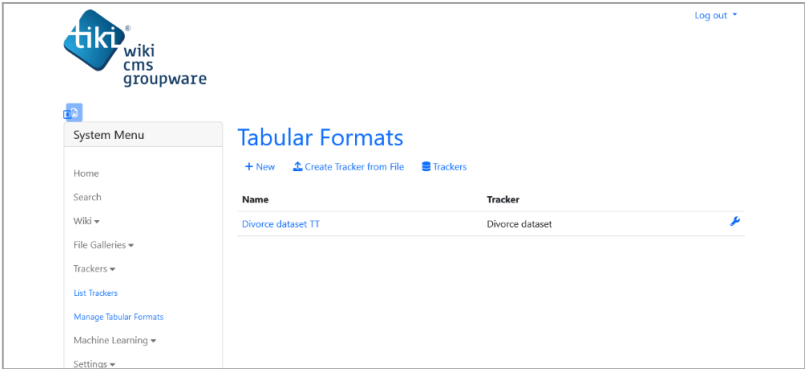 Log out
tiki®
wiki
cms
groupware
System Menu
Home
Search
Wiki
File Galleries
Trackers
List Trackers
Manage Tabular Formats
Machine Learning
Settings
Tabular Formats
+ New Create Tracker from File Trackers
Name Tracker
Divorce dataset TT Divorce dataset